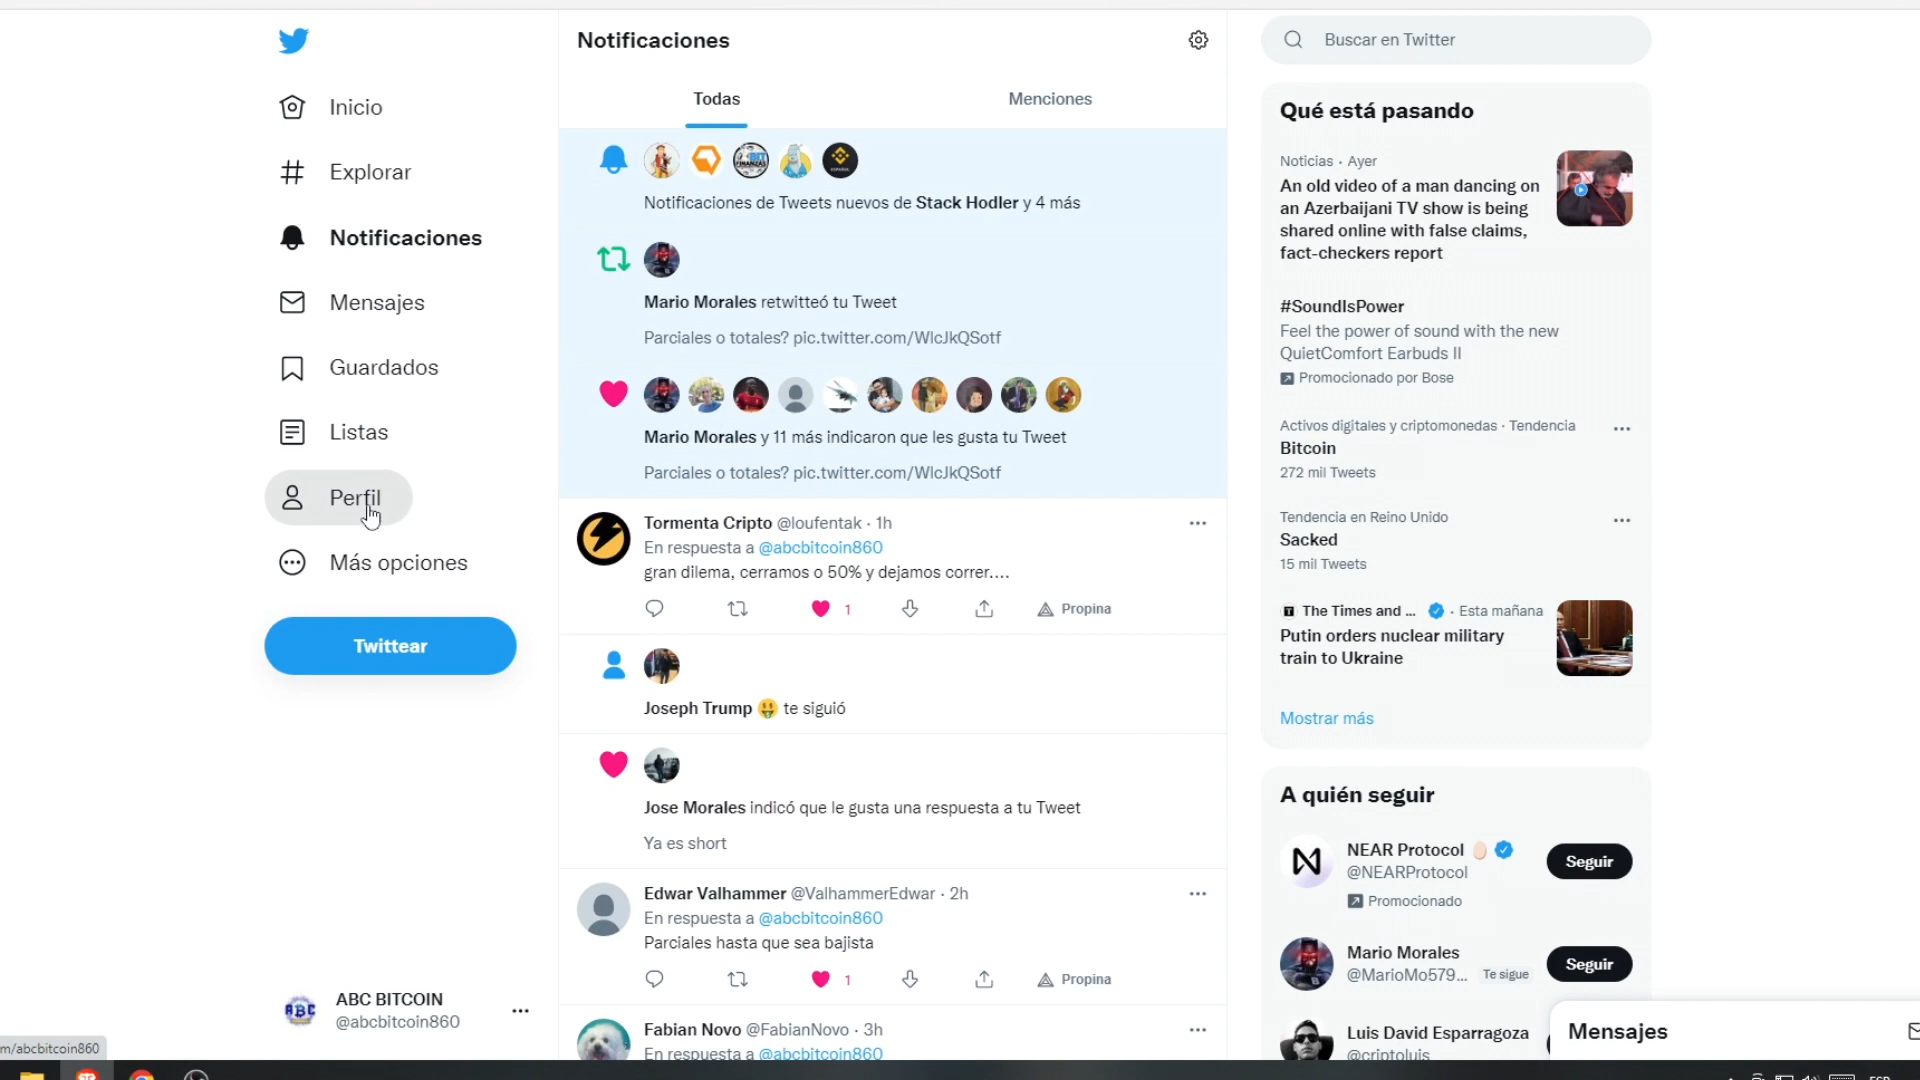 Inicio
Explorar
Notificaciones
Mensajes
Guardados
Listas
Perfil
Más opciones
Twittear
ABC BITCOIN
@abcbitcoin860
m/abcbitcoin860
Notificaciones
Todas
Menciones
Notificaciones de Tweets nuevos de Stack Hodler y 4 más
Mario Morales retwitteó tu Tweet
Parciales o totales? pic.twitter.com/WlcJkQSotf
Mario Morales y 11 más indicaron que les gusta tu Tweet
Parciales o totales? pic.twitter.com/WlcJkQSotf
Tormenta Cripto @loufentak · 1h
En respuesta a @abcbitcoin860
gran dilema, cerramos o 50% y dejamos correr....
1
Propina
Joseph Trump 🤑 te siguió
Jose Morales indicó que le gusta una respuesta a tu Tweet
Ya es short
Edwar Valhammer @ValhammerEdwar · 2h
En respuesta a @abcbitcoin860
Parciales hasta que sea bajista
1
Propina
Fabian Novo @FabianNovo · 3h
En respuesta a @abcbitcoin860
Buscar en Twitter
Qué está pasando
Noticias · Ayer
An old video of a man dancing on
an Azerbaijani TV show is being
shared online with false claims,
fact-checkers report
#SoundIsPower
Feel the power of sound with the new
QuietComfort Earbuds II
Promocionado por Bose
Activos digitales y criptomonedas · Tendencia
Bitcoin
272 mil Tweets
Tendencia en Reino Unido
Sacked
15 mil Tweets
The Times and ... · Esta mañana
Putin orders nuclear military
train to Ukraine
Mostrar más
A quién seguir
NEAR Protocol
@NEARProtocol
Promocionado
Seguir
Mario Morales
@MarioMo579... Te sigue
Seguir
Luis David Esparragoza
@criptoluis
Mensajes